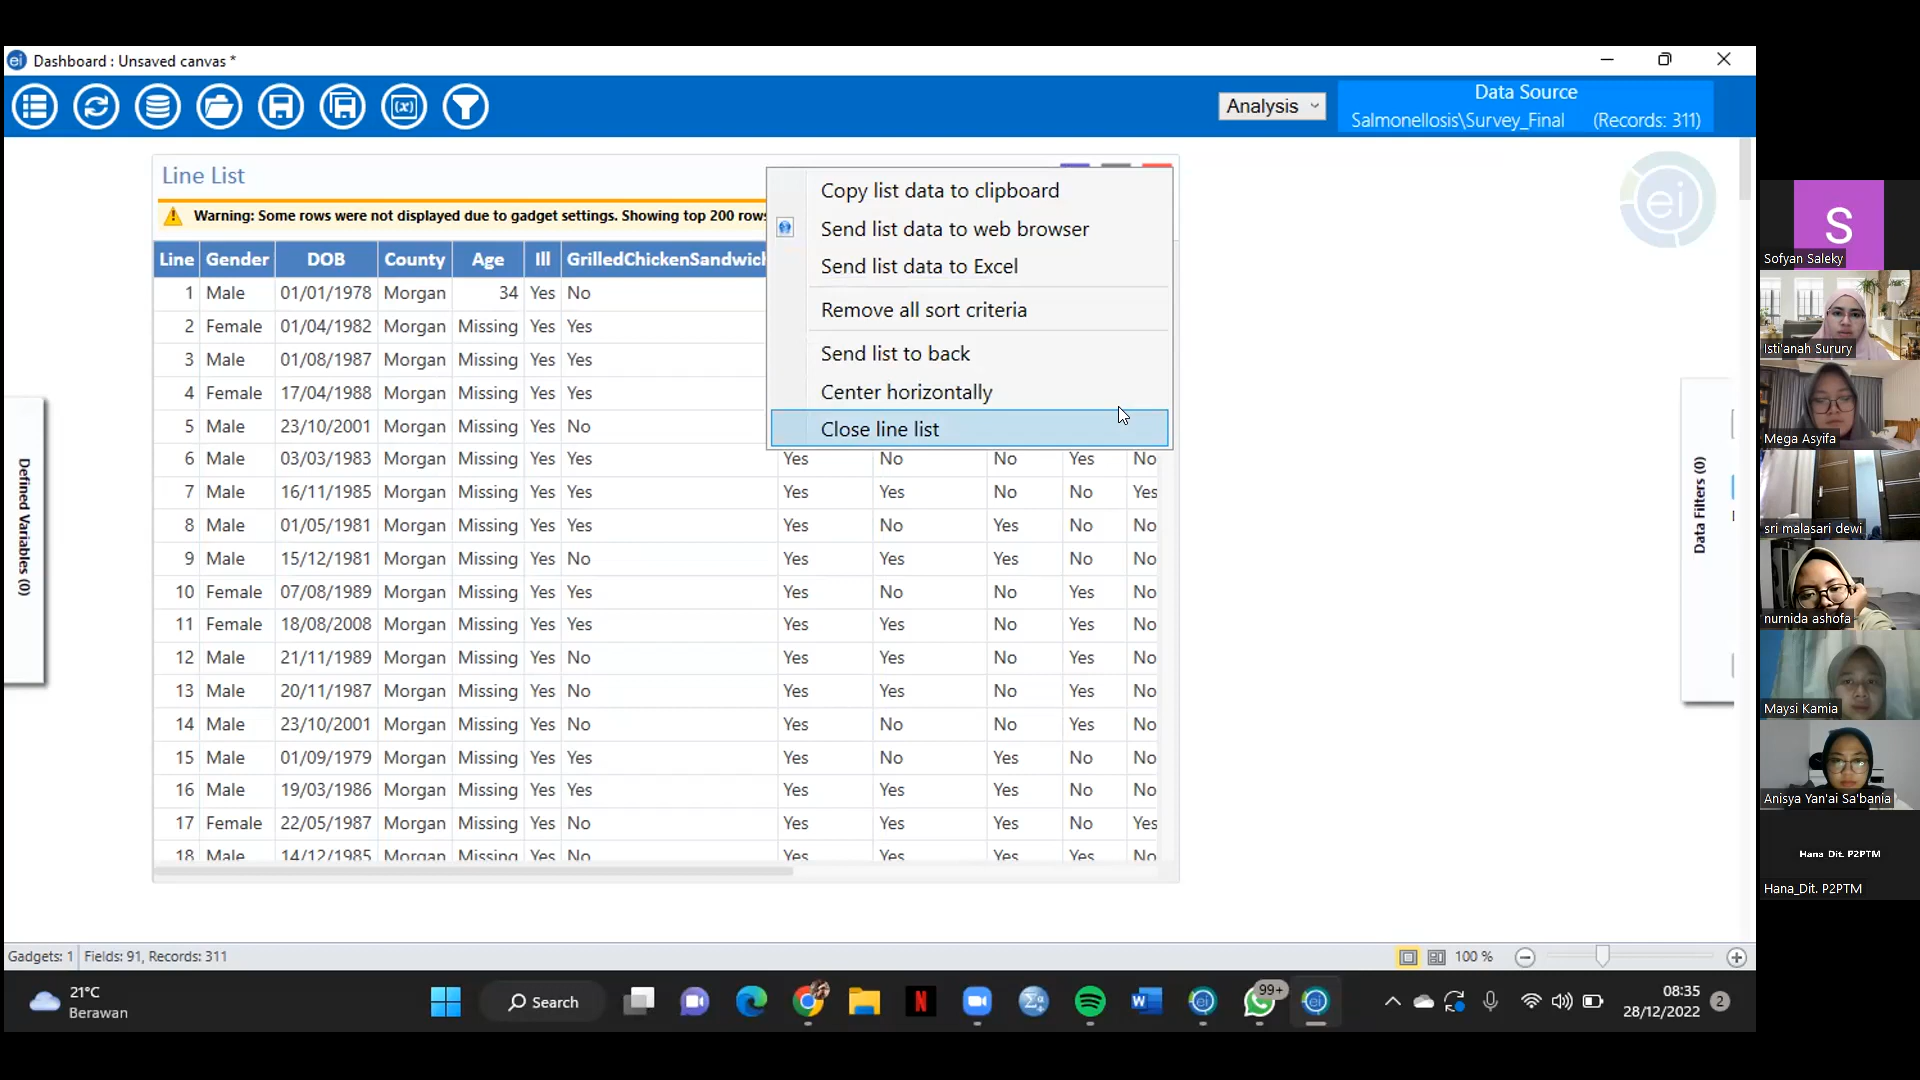 Dashboard : Unsaved canvas *
Analysis
Data Source
Salmonellosis\Survey_Final (Records: 311)
Line List
Warning: Some rows were not displayed due to gadget settings. Showing top 200 rows
Copy list data to clipboard
Send list data to web browser
Send list data to Excel
Remove all sort criteria
Send list to back
Center horizontally
Close line list
Line Gender DOB County Age Ill GrilledChickenSandwich
1 Male 01/01/1978 Morgan 34 Yes No
2 Female 01/04/1982 Morgan Missing Yes Yes
3 Male 01/08/1987 Morgan Missing Yes Yes
4 Female 17/04/1988 Morgan Missing Yes Yes
5 Male 23/10/2001 Morgan Missing Yes No
6 Male 03/03/1983 Morgan Missing Yes Yes Yes No No Yes No
7 Male 16/11/1985 Morgan Missing Yes Yes Yes Yes No No Yes
8 Male 01/05/1981 Morgan Missing Yes Yes Yes No Yes No No
9 Male 15/12/1981 Morgan Missing Yes No Yes Yes Yes No No
10 Female 07/08/1989 Morgan Missing Yes Yes Yes No No No No
11 Female 18/08/2008 Morgan Missing Yes Yes Yes Yes No Yes No
12 Male 21/11/1989 Morgan Missing Yes No Yes Yes No Yes No
13 Male 20/11/1987 Morgan Missing Yes No Yes Yes No Yes No
14 Male 23/10/2001 Morgan Missing Yes No Yes No No Yes No
15 Male 01/09/1979 Morgan Missing Yes Yes Yes No Yes No No
16 Male 19/03/1986 Morgan Missing Yes Yes Yes Yes Yes No No
17 Female 22/05/1987 Morgan Missing Yes No Yes Yes Yes No Yes
18 Male 14/12/1985 Morgan Missing Yes No Yes Yes Yes Yes No
Defined Variables (0)
Data Filters (0)
Gadgets: 1 Fields: 91, Records: 311
100 %
21°C
Berawan
Search
99+
08:35
28/12/2022
2
S
Sofyan Saleky
Isti'anah Surury
Mega Asyifa
sri malasari dewi
nurnida ashofa
Maysi Kamia
Anisya Yan'ai Sa'bania
Hana Dit. P2PTM
Hana_Dit. P2PTM